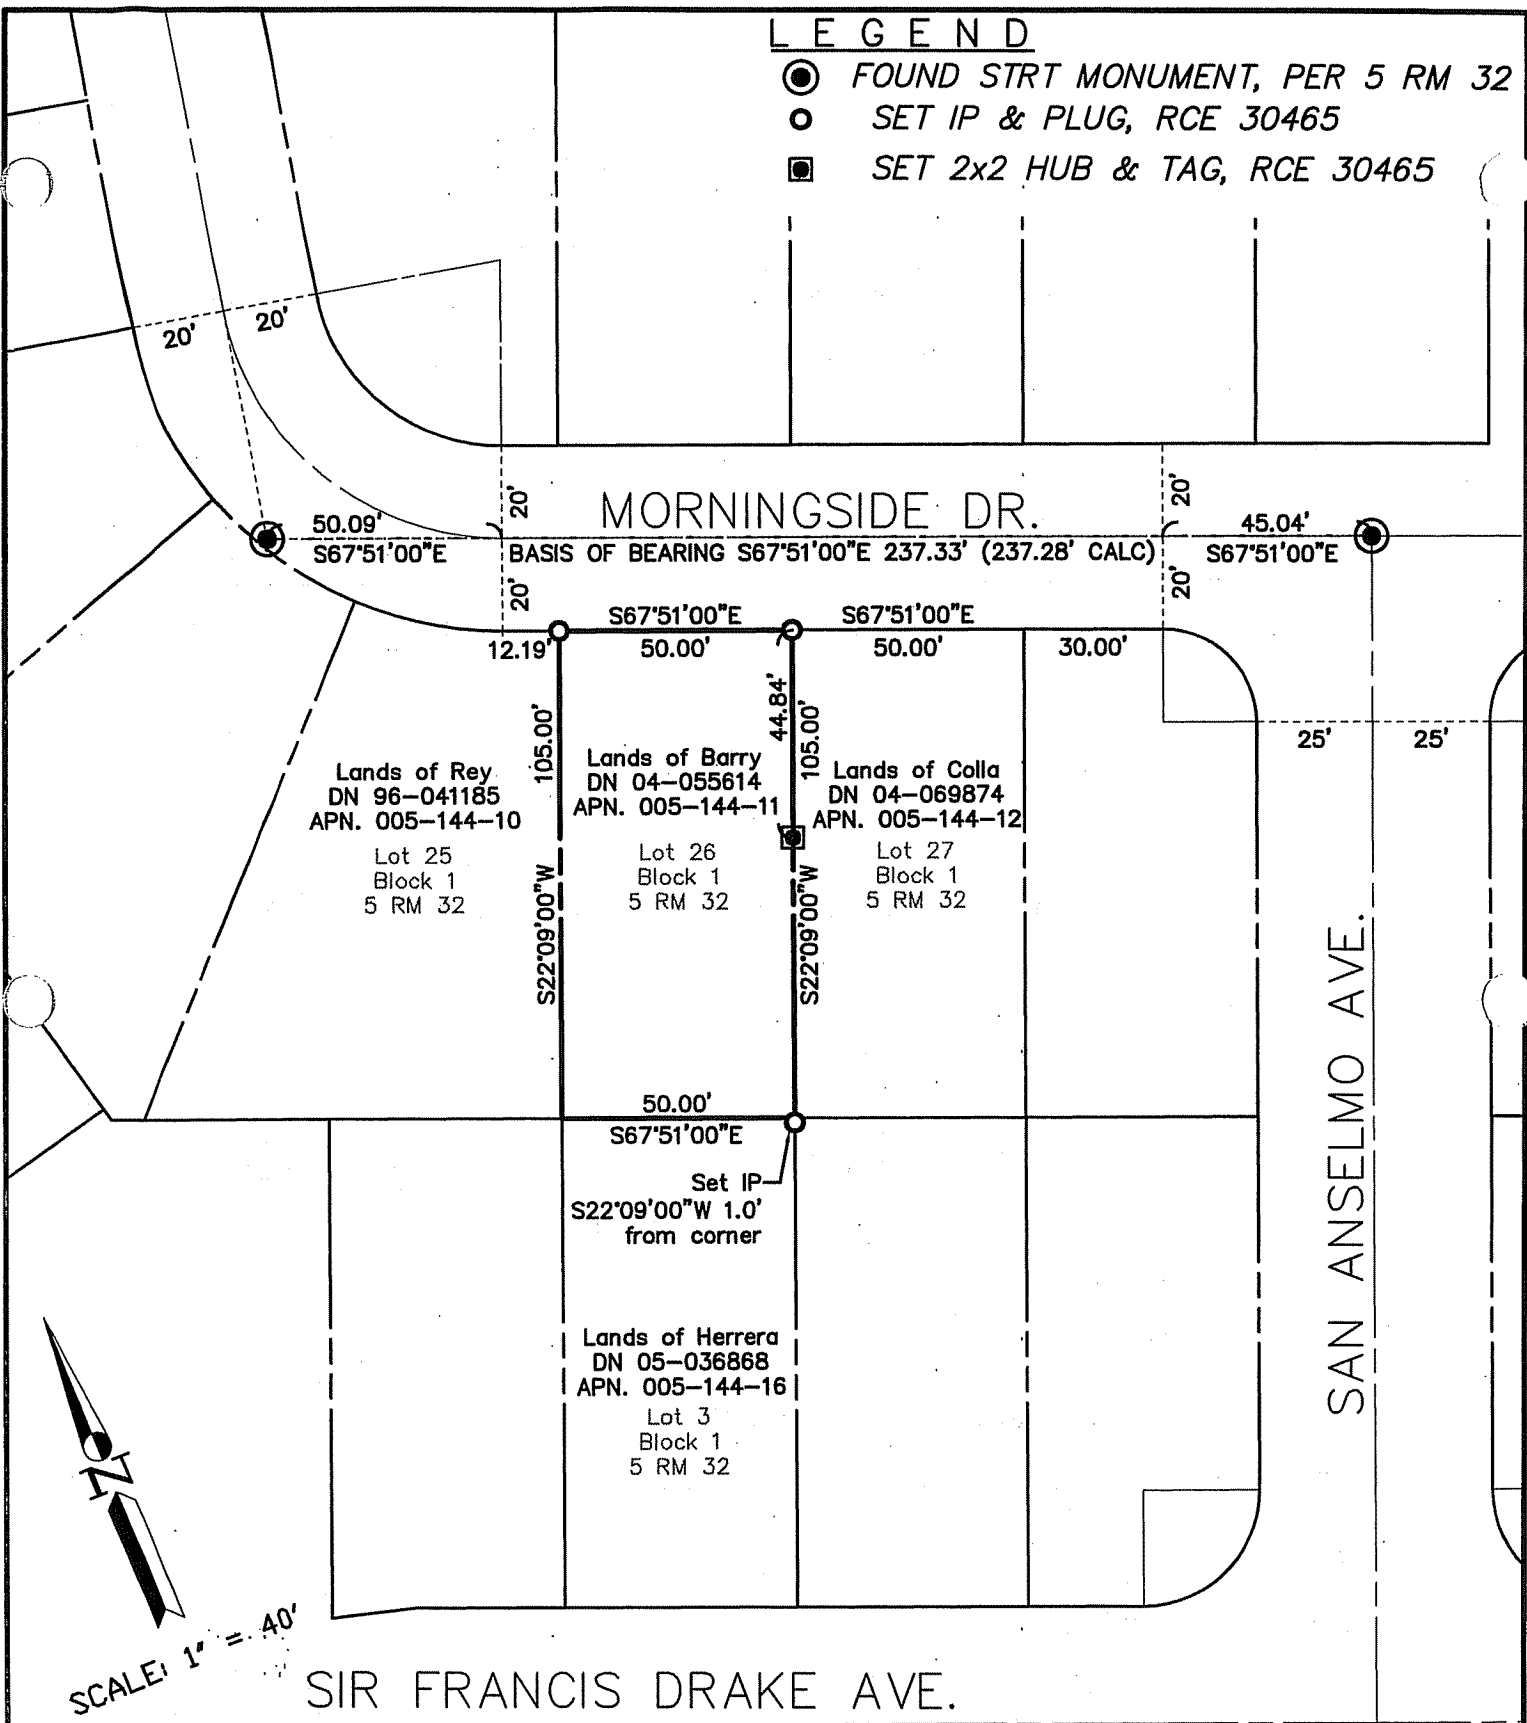 LEGEND
FOUND STRT MONUMENT, PER 5 RM 32
SET IP & PLUG, RCE 30465
SET 2x2 HUB & TAG, RCE 30465
20'
20'
20'
20'
MORNINGSIDE DR.
50.09'
S67°51'00"E
BASIS OF BEARING S67°51'00"E 237.33' (237.28' CALC)
45.04'
S67°51'00"E
20'
20'
S67°51'00"E
S67°51'00"E
12.19'
50.00'
50.00'
30.00'
25'
25'
105.00'
44.84'
105.00'
Lands of Rey
DN 96-041185
APN. 005-144-10
Lot 25
Block 1
5 RM 32
Lands of Barry
DN 04-055614
APN. 005-144-11
Lot 26
Block 1
5 RM 32
Lands of Colla
DN 04-069874
APN. 005-144-12
Lot 27
Block 1
5 RM 32
S22°09'00"W
S22°09'00"W
50.00'
S67°51'00"E
Set IP
S22°09'00"W 1.0'
from corner
SAN ANSELMO AVE.
Lands of Herrera
DN 05-036868
APN. 005-144-16
Lot 3
Block 1
5 RM 32
N
SCALE: 1" = 40'
SIR FRANCIS DRAKE AVE.